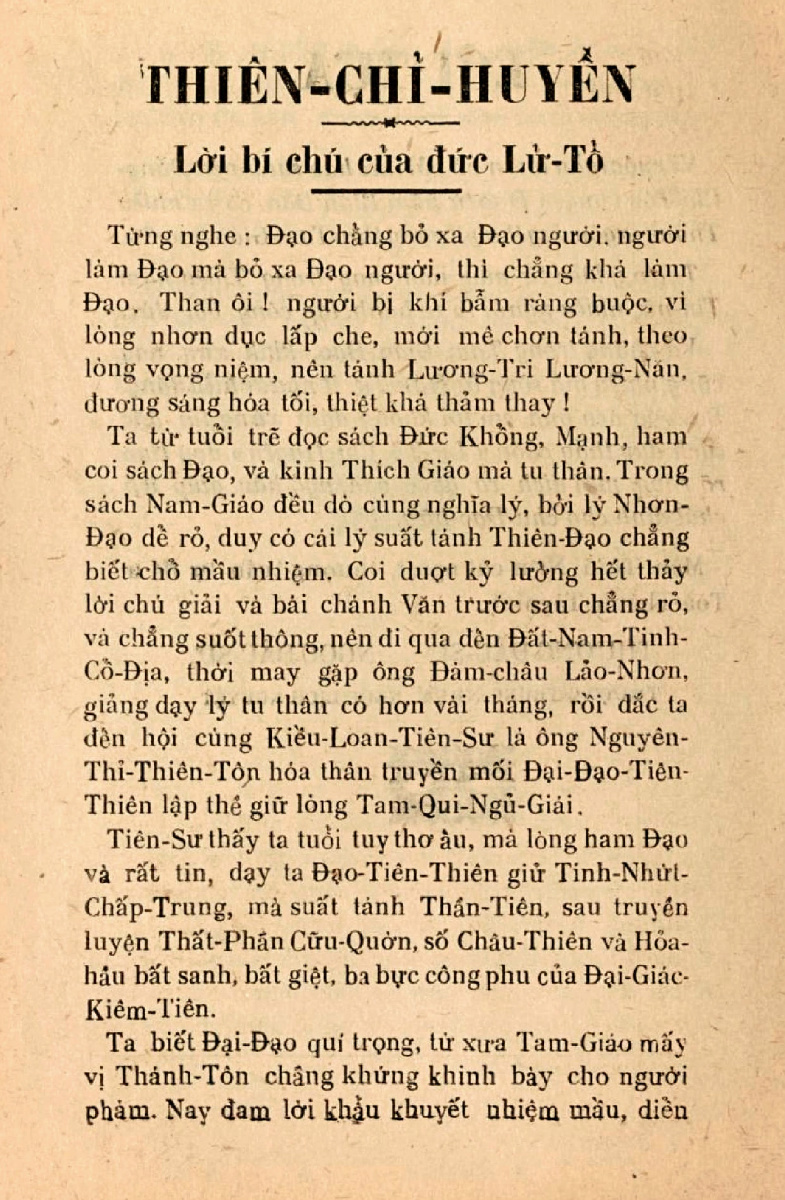 THIÊN-CHỈ-HUYỀN
Lời bí chú của đức Lử-Tổ
Từng nghe : Đạo chẳng bỏ xa Đạo người. người
làm Đạo mà bỏ xa Đạo người, thì chẳng khá làm
Đạo. Than ôi ! người bị khí bẩm ràng buộc, vì
lòng nhơn dục lấp che, mới mê chơn tánh, theo
lòng vọng niệm, nên tánh Lương-Tri Lương-Năn,
đương sáng hóa tối, thiệt khá thảm thay !
Ta từ tuổi trẽ đọc sách Đức Khổng, Mạnh, ham
coi sách Đạo, và kinh Thích Giáo mà tu thân. Trong
sách Nam-Giáo đều dò cùng nghĩa lý, bởi lý Nhơn-
Đạo dể rỏ, duy có cái lý suất tánh Thiên-Đạo chẳng
biết chổ mầu nhiệm. Coi duợt kỷ lưởng hết thảy
lời chú giải và bài chánh Văn trước sau chẳng rỏ,
và chẳng suốt thông, nên đi qua đền Đất-Nam-Tinh-
Cổ-Địa, thời may gặp ông Đàm-châu Lảo-Nhơn,
giảng dạy lý tu thân có hơn vài tháng, rồi dắc ta
đến hội cùng Kiều-Loan-Tiên-Sư là ông Nguyên-
Thỉ-Thiên-Tôn hóa thân truyền mối Đại-Đạo-Tiên-
Thiên lập thề giữ lòng Tam-Qui-Ngủ-Giái.
Tiên-Sư thấy ta tuổi tuy thơ ấu, mà lòng ham Đạo
và rất tin, dạy ta Đạo-Tiên-Thiên giử Tinh-Nhứt-
Chấp-Trung, mà suất tánh Thần-Tiên, sau truyền
luyện Thất-Phản Cữu-Quờn, số Châu-Thiên và Hỏa-
hầu bất sanh, bất giệt, ba bực công phu của Đại-Giác-
Kiêm-Tiên.
Ta biết Đại-Đạo quí trọng, từ xưa Tam-Giáo mấy
vị Thánh-Tôn chẳng khứng khinh bày cho người
phàm. Nay đam lời khẩu khuyết nhiệm mầu, diển